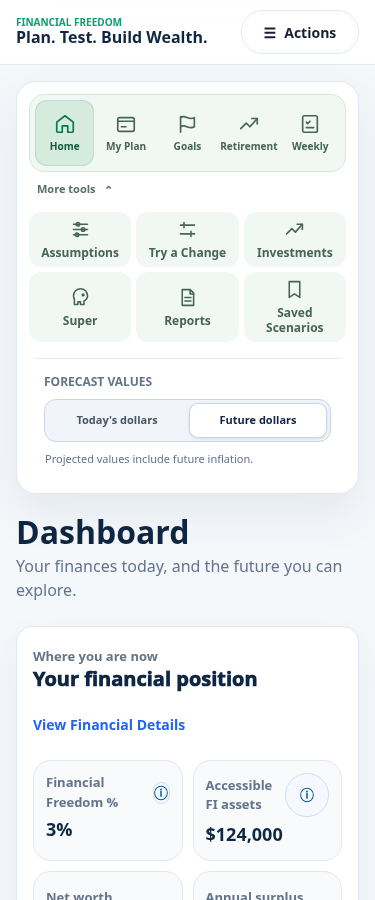 FINANCIAL FREEDOM
Plan. Test. Build Wealth.
☰ Actions
Home
My Plan
Goals
Retirement
Weekly
More tools
Assumptions
Try a Change
Investments
Super
Reports
Saved
Scenarios
FORECAST VALUES
Today's dollars
Future dollars
Projected values include future inflation.
Dashboard
Your finances today, and the future you can
explore.
Where you are now
Your financial position
View Financial Details
Financial
Freedom %
ⓘ
3%
Accessible
FI assets
ⓘ
$124,000
Net worth
Annual surplus